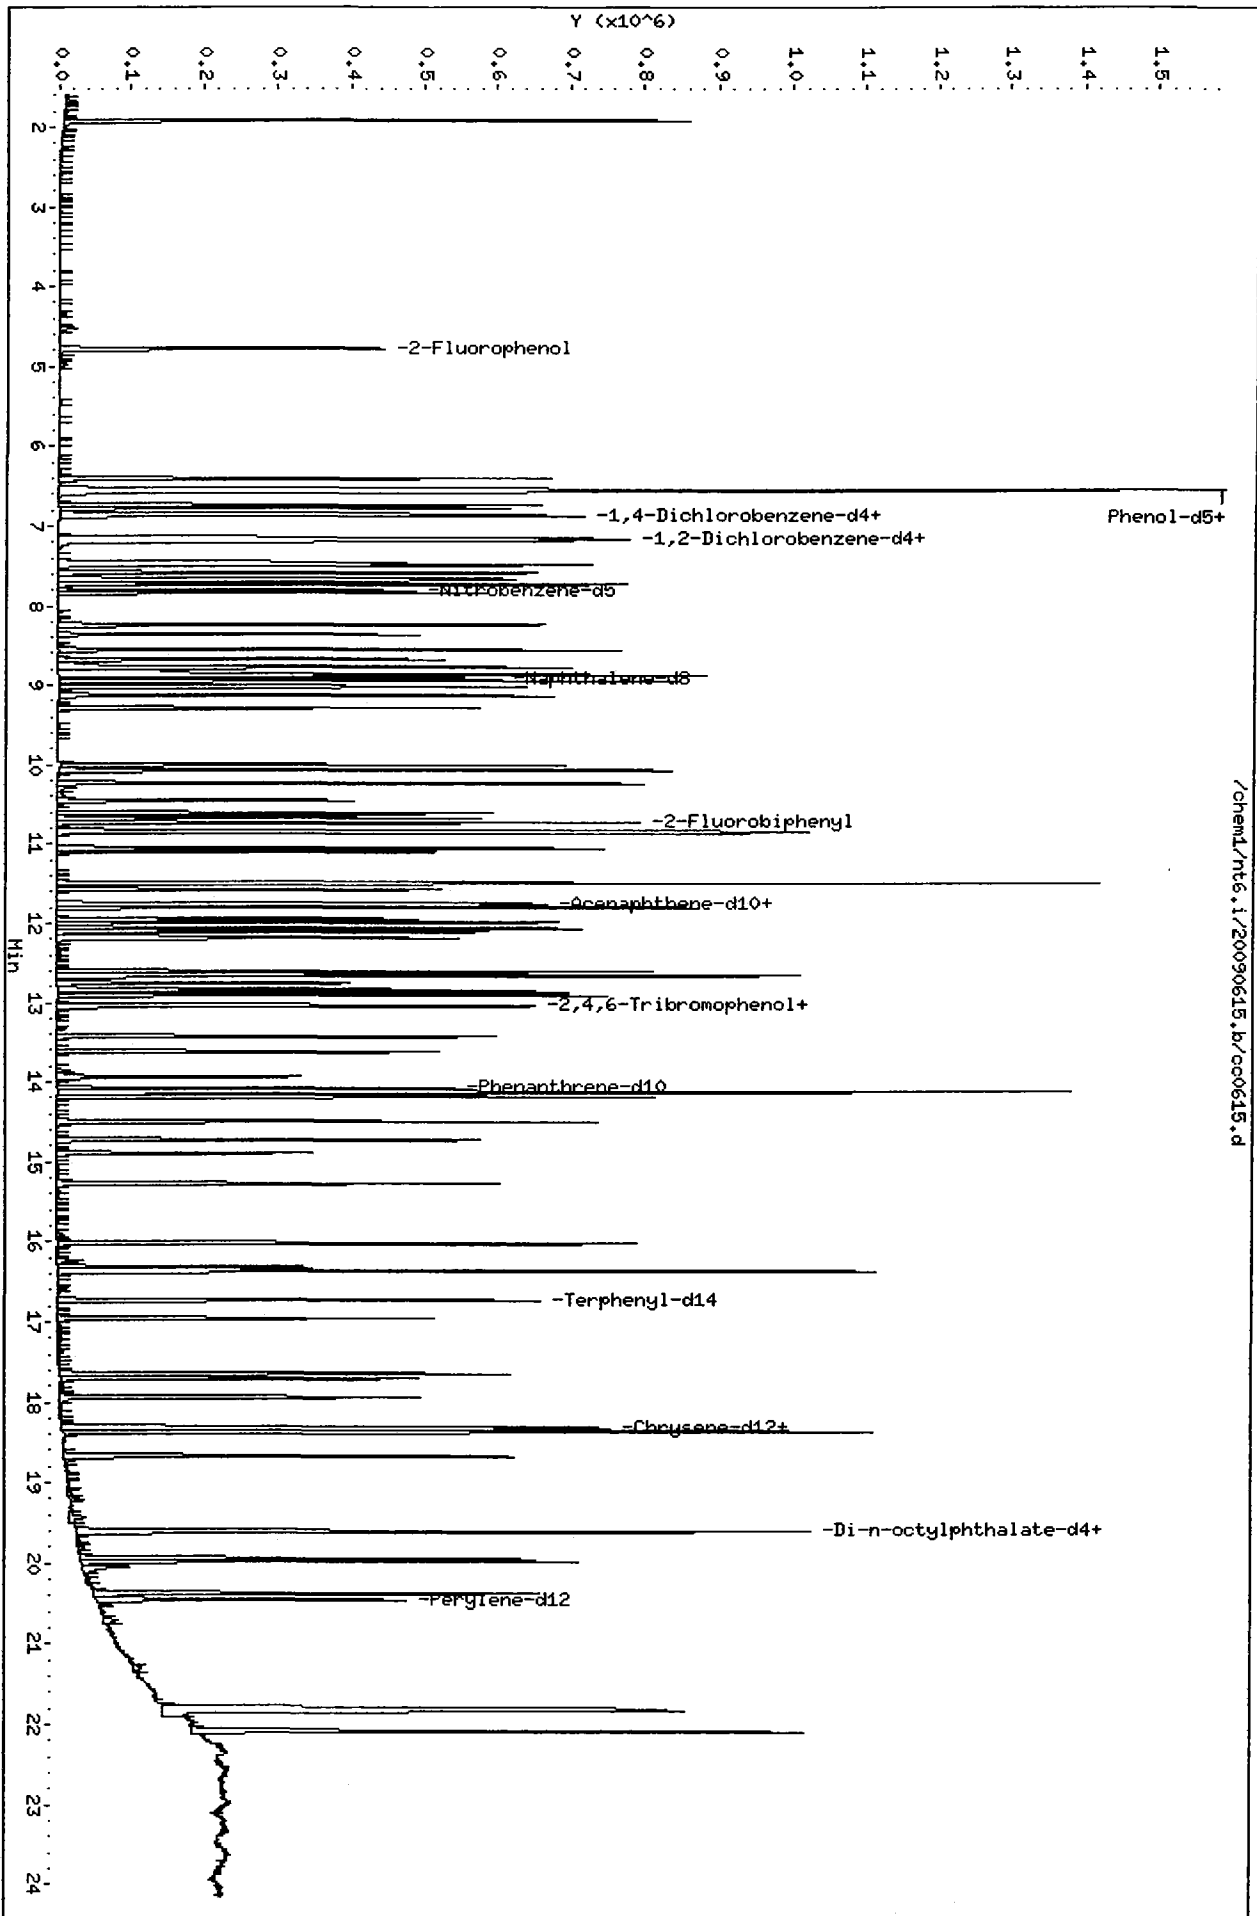 Y (x10^6)
0.0
0.1
0.2
0.3
0.4
0.5
0.6
0.7
0.8
0.9
1.0
1.1
1.2
1.3
1.4
1.5
2
3
4
5
6
7
8
9
10
11
12
13
14
15
16
17
18
19
20
21
22
23
24
Min
-2-Fluorophenol
Phenol-d5+
-1,4-Dichlorobenzene-d4+
-1,2-Dichlorobenzene-d4+
-Nitrobenzene-d5
-Naphthalene-d8
-2-Fluorobiphenyl
-Acenaphthene-d10+
-2,4,6-Tribromophenol+
-Phenanthrene-d10
-Terphenyl-d14
-Chrysene-d12+
-Di-n-octylphthalate-d4+
-Perylene-d12
/chem1/nt6.i/20090615.b/cc0615.d